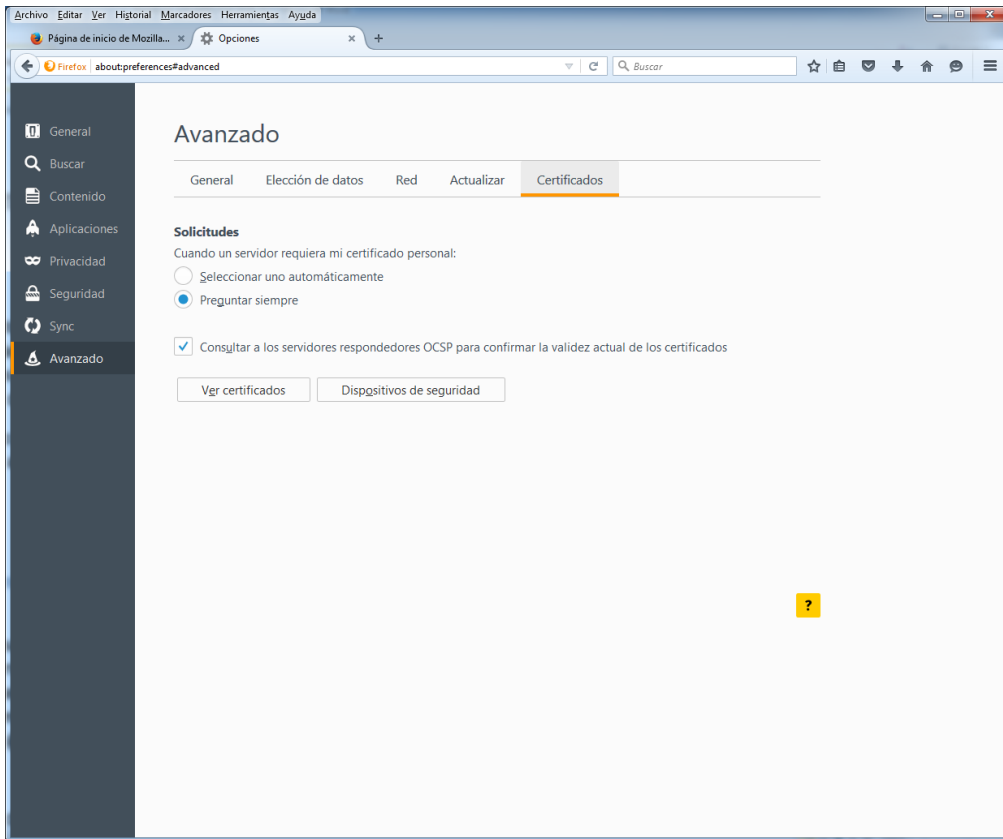 Archivo Editar Ver Historial Marcadores Herramientas Ayuda
Página de inicio de Mozilla... × Opciones × +
Firefox about:preferences#advanced Buscar
General
Buscar
Contenido
Aplicaciones
Privacidad
Seguridad
Sync
Avanzado
Avanzado
General Elección de datos Red Actualizar Certificados
Solicitudes
Cuando un servidor requiera mi certificado personal:
Seleccionar uno automáticamente
Preguntar siempre
Consultar a los servidores respondedores OCSP para confirmar la validez actual de los certificados
Ver certificados Dispositivos de seguridad
?